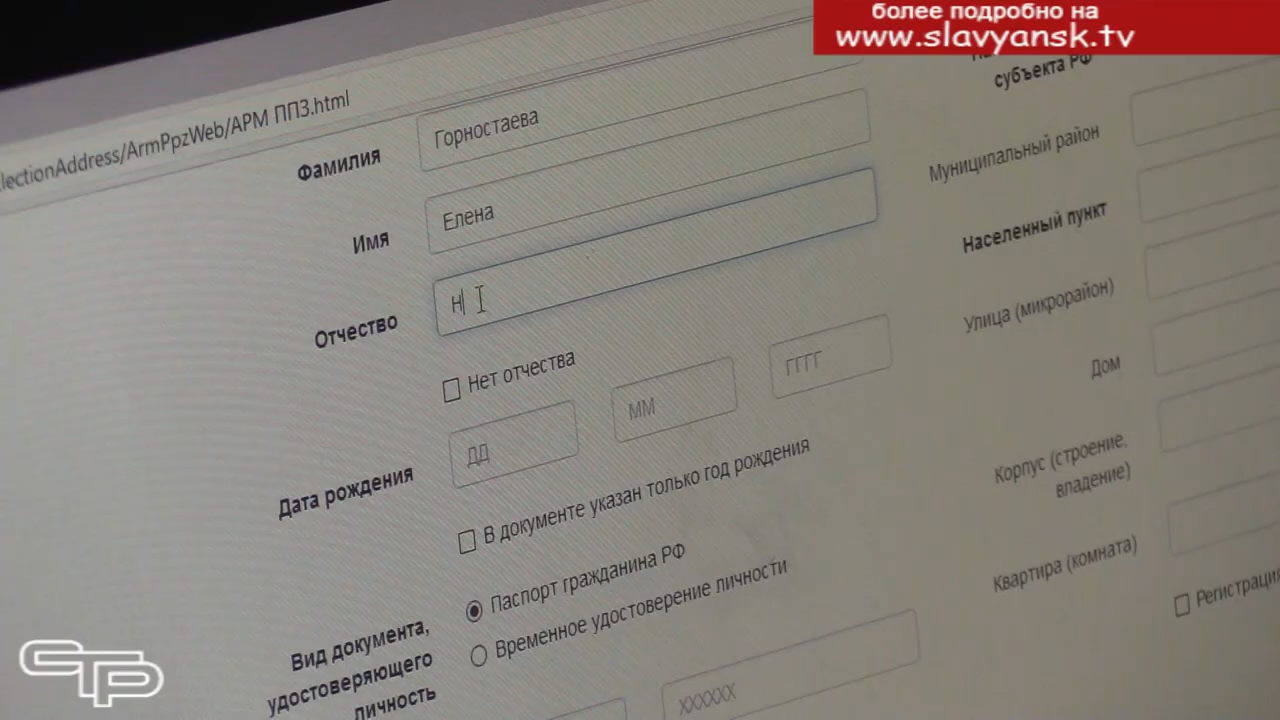 более подробно на
www.slavyansk.tv
lectionAddress/ArmPpzWeb/АРМ ППЗ.html
Фамилия
Горностаева
Имя
Елена
Отчество
Н
Нет отчества
Дата рождения
ДД
ММ
ГГГГ
В документе указан только год рождения
Вид документа,
удостоверяющего
личность
Паспорт гражданина РФ
Временное удостоверение личности
XXXXXX
субъекта РФ
Муниципальный район
Населенный пункт
Улица (микрорайон)
Дом
Корпус (строение,
владение)
Квартира (комната)
Регистрация
СТР